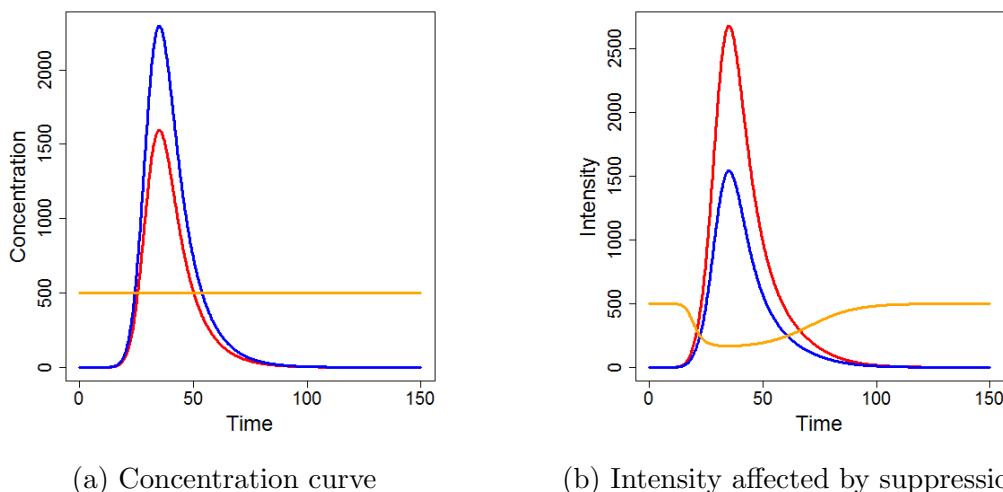 Concentration
0 500 1000 1500 2000
0 50 100 150
Time
(a) Concentration curve
Intensity
0 500 1000 1500 2000 2500
0 50 100 150
Time
(b) Intensity affected by suppressio